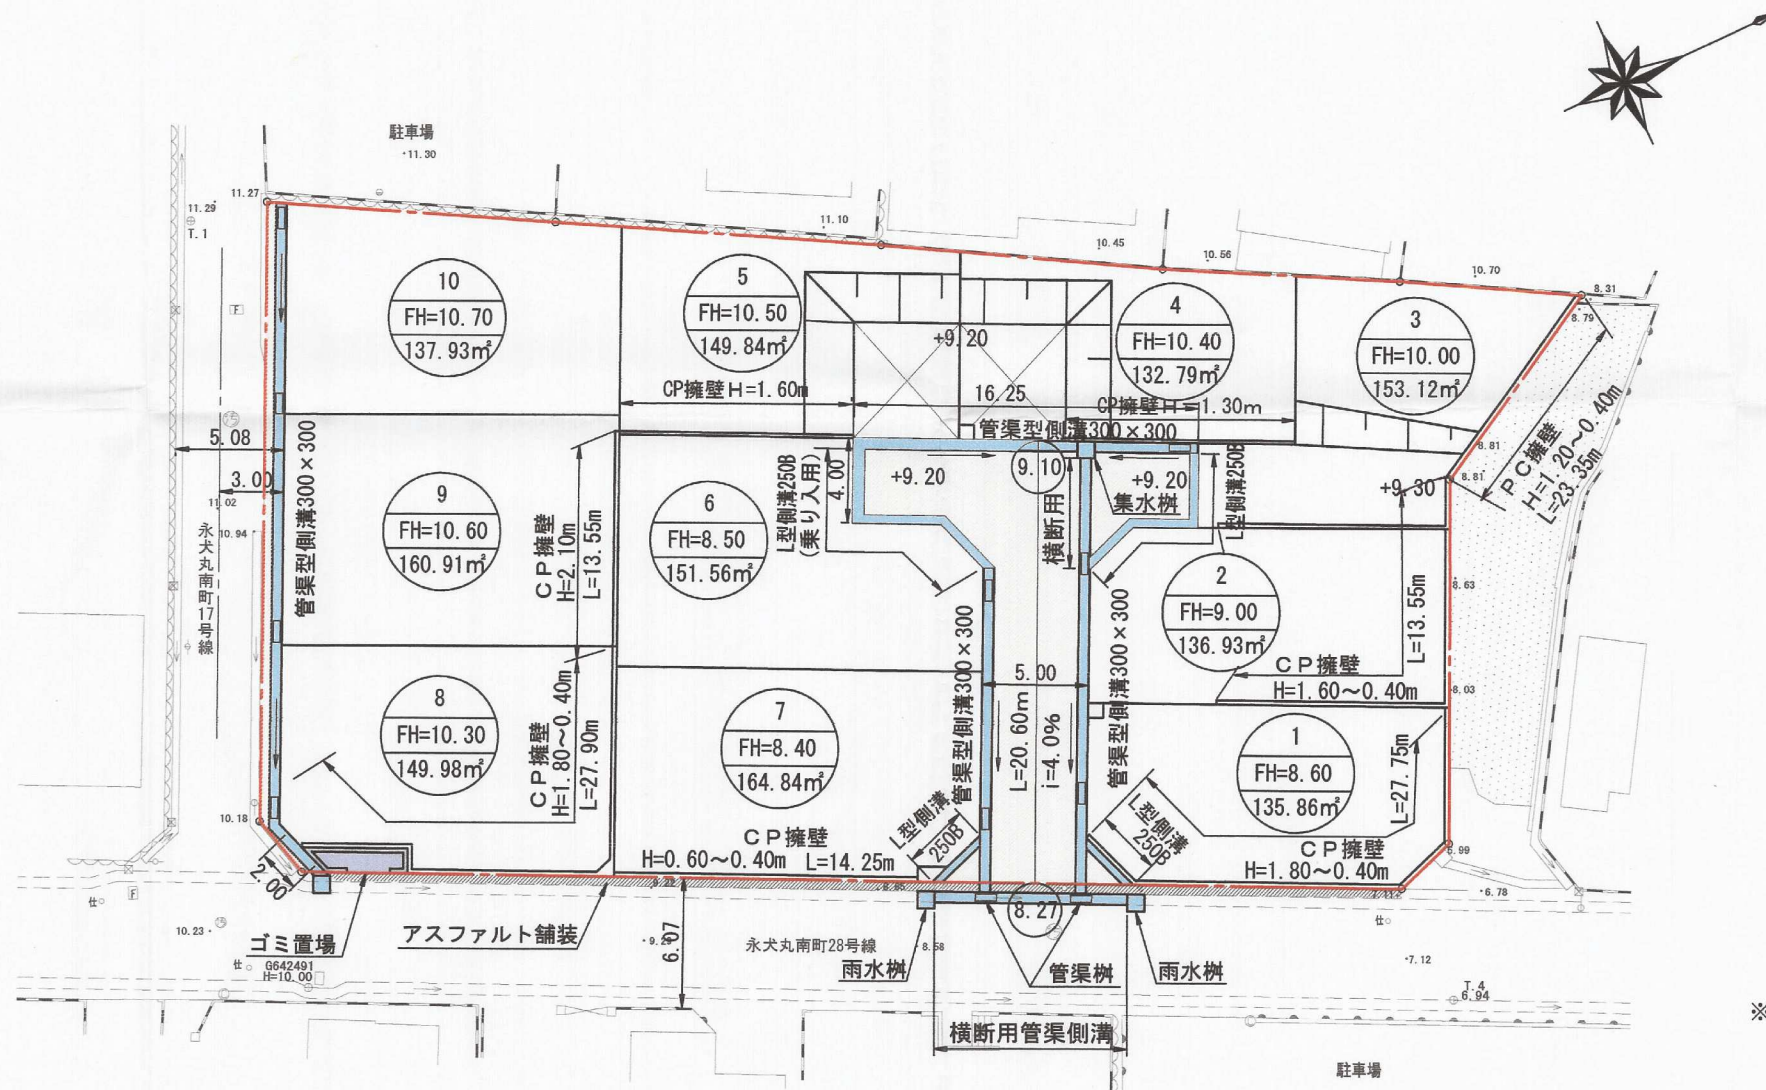 駐車場
11.30
11.27
11.29
T.1
11.10
10.45
10.56
10.70
8.31
8.79
10
FH=10.70
137.93㎡
5
FH=10.50
149.84㎡
4
FH=10.40
132.79㎡
3
FH=10.00
153.12㎡
+9.20
16.25
CP擁壁H=1.60m
CP擁壁H=1.30m
管渠型側溝300×300
F
5.08
3.00
11.02
10.94
永犬丸南町17号線
管渠型側溝300×300
9
FH=10.60
160.91㎡
CP擁壁
H=2.10m
L=13.55m
6
FH=8.50
151.56㎡
L型側溝250B
(乗り入用)
4.00
+9.20
9.10
横断用
+9.20
集水桝
L型側溝250B
+9.30
8.81
8.81
PC擁壁
H=1.20～0.40m
L=23.35m
2
FH=9.00
136.93㎡
CP擁壁
H=1.60～0.40m
L=13.55m
8.63
8.03
8
FH=10.30
149.98㎡
CP擁壁
H=1.80～0.40m
L=27.90m
7
FH=8.40
164.84㎡
管渠型側溝300×300
5.00
L=20.60m
i=4.0%
管渠型側溝300×300
1
FH=8.60
135.86㎡
L=27.75m
CP擁壁
H=1.80～0.40m
CP擁壁
H=0.60～0.40m L=14.25m
L型側溝
250B
L型側溝
250B
10.18
2.00
6.99
6.78
7.11
9.22
8.65
8.27
F
仕
10.23
ゴミ置場
アスファルト舗装
仕
G642491
H=10.00
6.07
永犬丸南町28号線
8.58
雨水桝
管渠桝
雨水桝
仕
7.12
T.4
6.94
横断用管渠側溝
駐車場
※